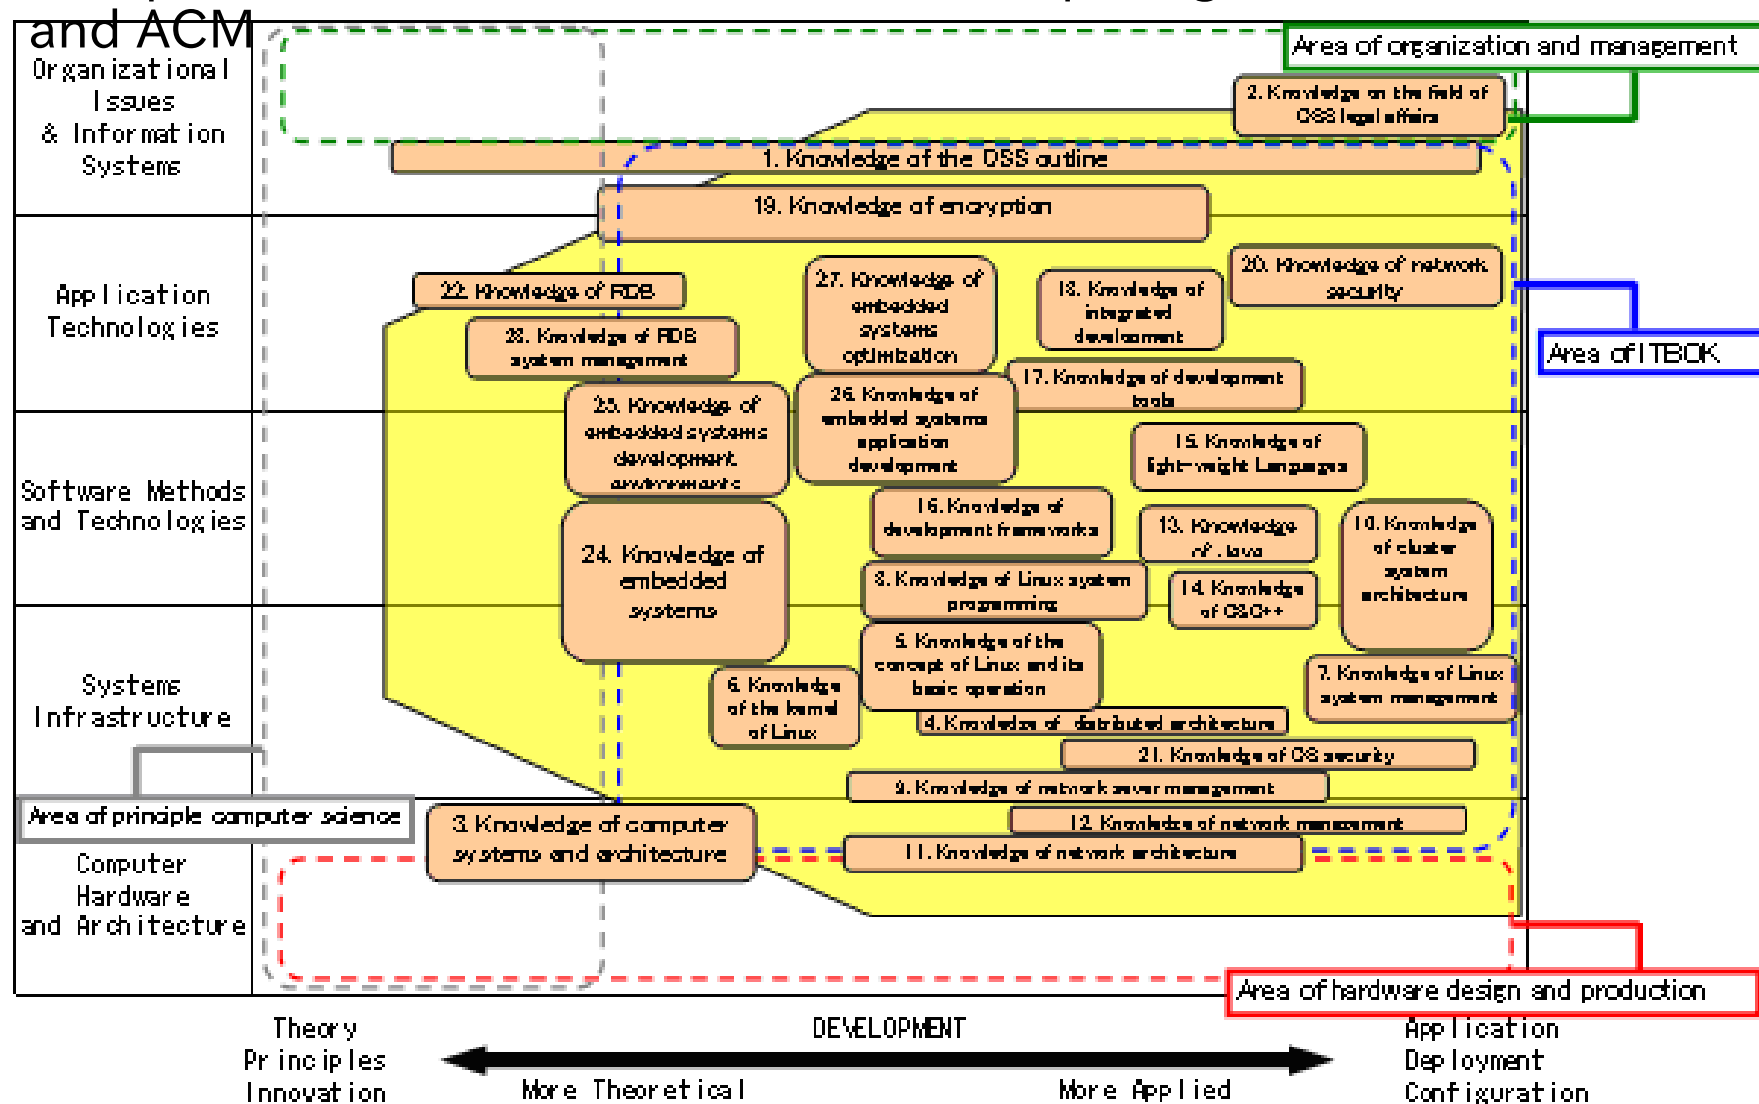 and ACM
Organizational
Issues
& Information
Systems
Area of organization and management
2. Knowledge on the field of
OSS legal affairs
1. Knowledge of the OSS outline
19. Knowledge of encryption
Application
Technologies
22. Knowledge of RDB
23. Knowledge of RDB
system management
27. Knowledge of
embedded
systems
optimization
18. Knowledge of
integrated
development
20. Knowledge of network
security
Area of ITBOK
17. Knowledge of development
tools
25. Knowledge of
embedded systems
development
environments
26. Knowledge of
embedded systems
application
development
15. Knowledge of
light-weight Languages
Software Methods
and Technologies
16. Knowledge of
development frameworks
13. Knowledge
of Java
10. Knowledge
of cluster
system
architecture
24. Knowledge of
embedded
systems
8. Knowledge of Linux system
programming
14. Knowledge
of C&C++
Systems
Infrastructure
5. Knowledge of the
concept of Linux and its
basic operation
6. Knowledge
of the kernel
of Linux
7. Knowledge of Linux
system management
4. Knowledge of distributed architecture
21. Knowledge of OS security
9. Knowledge of network sever management
Area of principle computer science
3. Knowledge of computer
systems and architecture
12. Knowledge of network management
11. Knowledge of network architecture
Computer
Hardware
and Architecture
Area of hardware design and production
Theory
Principles
Innovation
DEVELOPMENT
More Theoretical
More Applied
Application
Deployment
Configuration